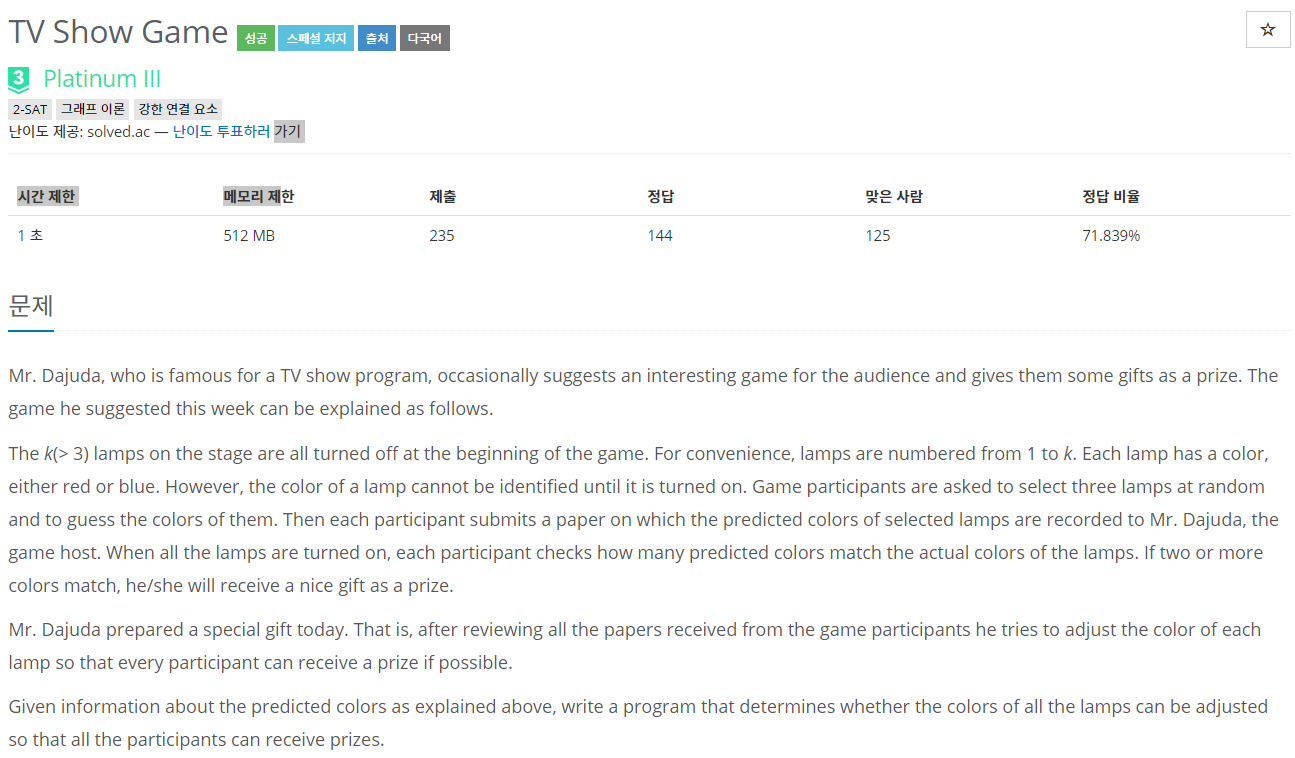 TV Show Game 성공 스페셜 저지 출처 다국어
☆
3 Platinum III
2-SAT 그래프 이론 강한 연결 요소
난이도 제공: solved.ac — 난이도 투표하러 가기
시간 제한 메모리 제한 제출 정답 맞은 사람 정답 비율
1 초 512 MB 235 144 125 71.839%
문제
Mr. Dajuda, who is famous for a TV show program, occasionally suggests an interesting game for the audience and gives them some gifts as a prize. The
game he suggested this week can be explained as follows.
The k(> 3) lamps on the stage are all turned off at the beginning of the game. For convenience, lamps are numbered from 1 to k. Each lamp has a color,
either red or blue. However, the color of a lamp cannot be identified until it is turned on. Game participants are asked to select three lamps at random
and to guess the colors of them. Then each participant submits a paper on which the predicted colors of selected lamps are recorded to Mr. Dajuda, the
game host. When all the lamps are turned on, each participant checks how many predicted colors match the actual colors of the lamps. If two or more
colors match, he/she will receive a nice gift as a prize.
Mr. Dajuda prepared a special gift today. That is, after reviewing all the papers received from the game participants he tries to adjust the color of each
lamp so that every participant can receive a prize if possible.
Given information about the predicted colors as explained above, write a program that determines whether the colors of all the lamps can be adjusted
so that all the participants can receive prizes.